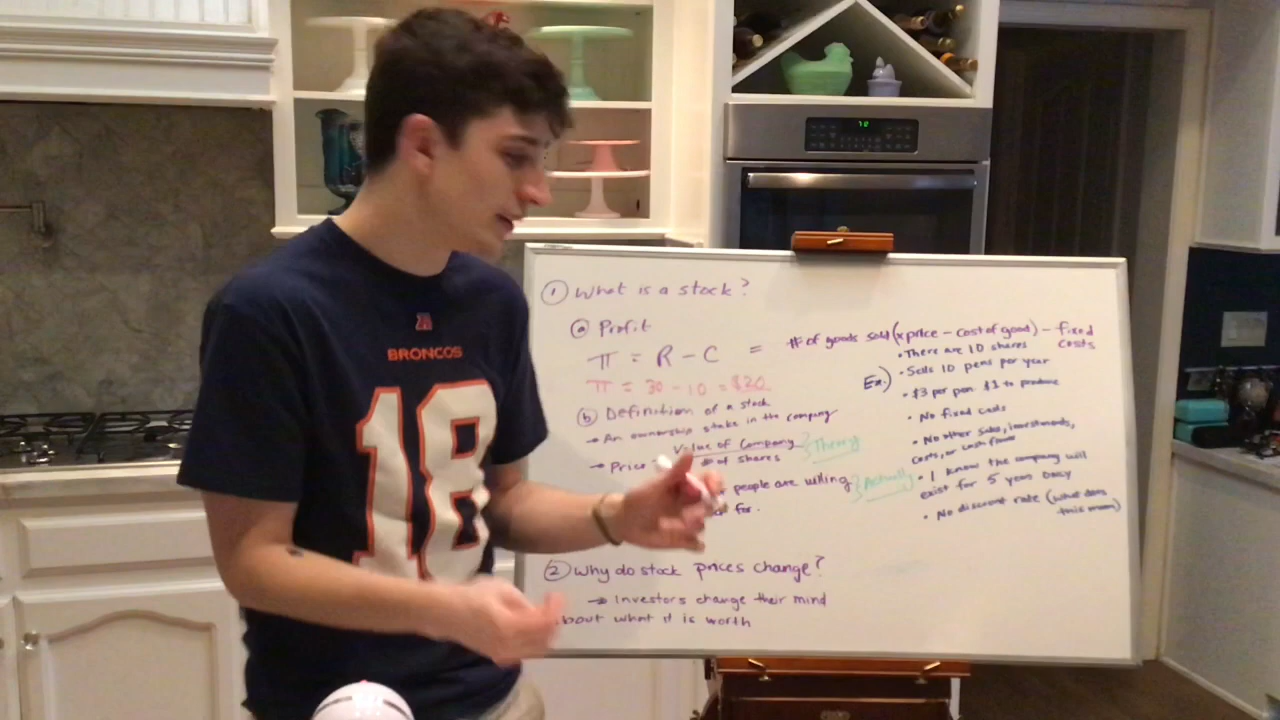 BRONCOS
18
① What is a stock?
ⓐ Profit
π = R - C = # of goods sold (x price - cost of good) - fixed costs
π = 30 - 10 = $20
Ex.)
• There are 10 shares
• Sells 10 pens per year
• $3 per pen $1 to produce
• No fixed costs
• No other sales, investments,
costs, or cash flows
• I know the company will
exist for 5 years only
• No discount rate (what does
this mean)
ⓑ Definition of a stock
→ An ownership stake in the company
→ Price Value of Company } Theory
# of shares
people are willing } Actually
for.
② Why do stock prices change?
→ Investors change their mind
about what it is worth